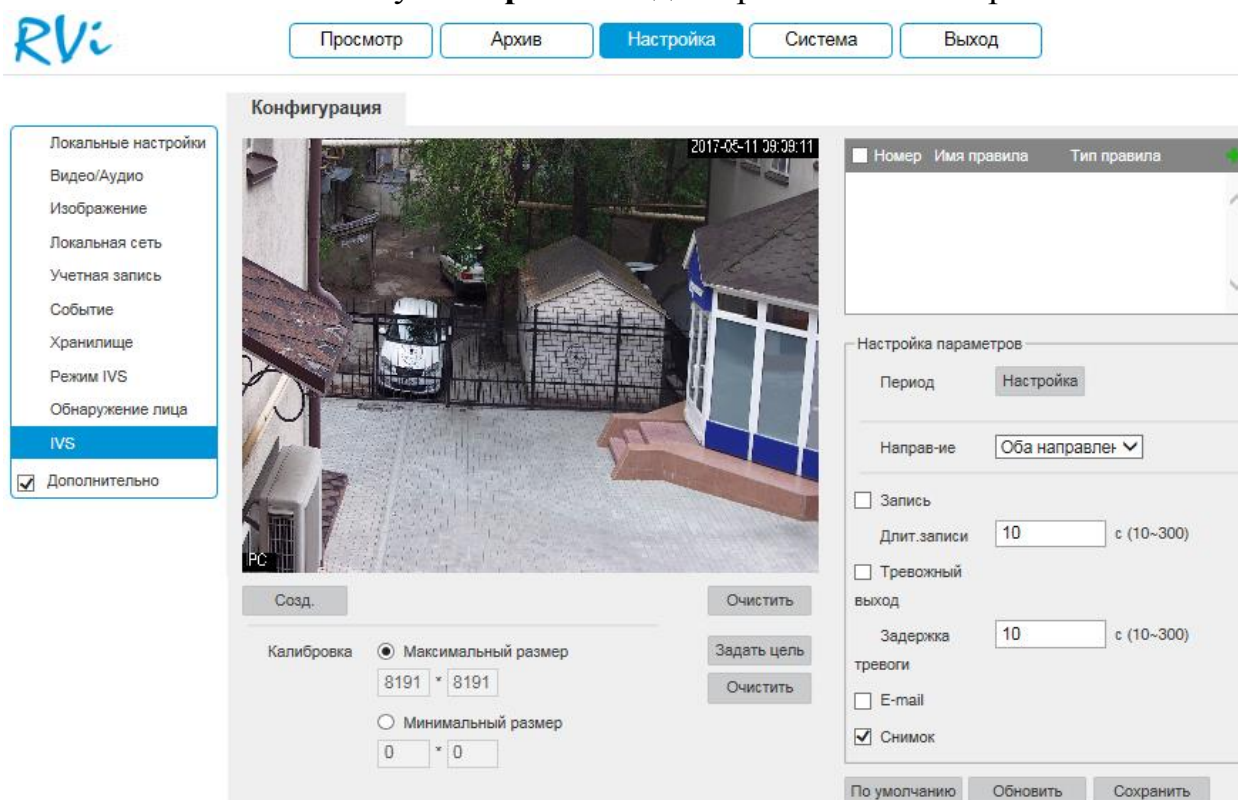 RVi
Просмотр Архив Настройка Система Выход
Конфигурация
Локальные настройки
Видео/Аудио
Изображение
Локальная сеть
Учетная запись
Событие
Хранилище
Режим IVS
Обнаружение лица
IVS
Дополнительно
2017-05-11 09:09:11
IPC
Созд.
Очистить
Калибровка
Максимальный размер
8191 * 8191
Минимальный размер
0 * 0
Задать цель
Очистить
Номер Имя правила Тип правила
Настройка параметров
Период Настройка
Направ-ие Оба направлен
Запись
Длит.записи 10 с (10~300)
Тревожный
выход
Задержка 10 с (10~300)
тревоги
E-mail
Снимок
По умолчанию Обновить Сохранить